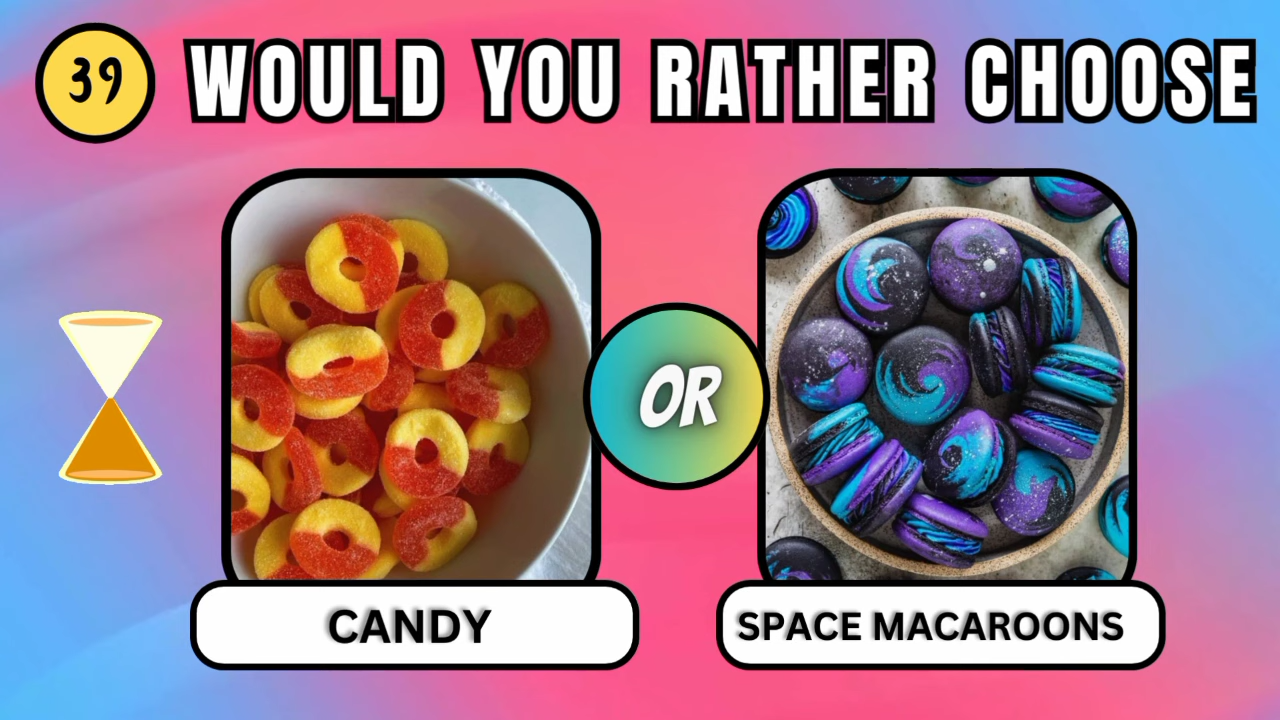 39
WOULD YOU RATHER CHOOSE
OR
CANDY
SPACE MACAROONS